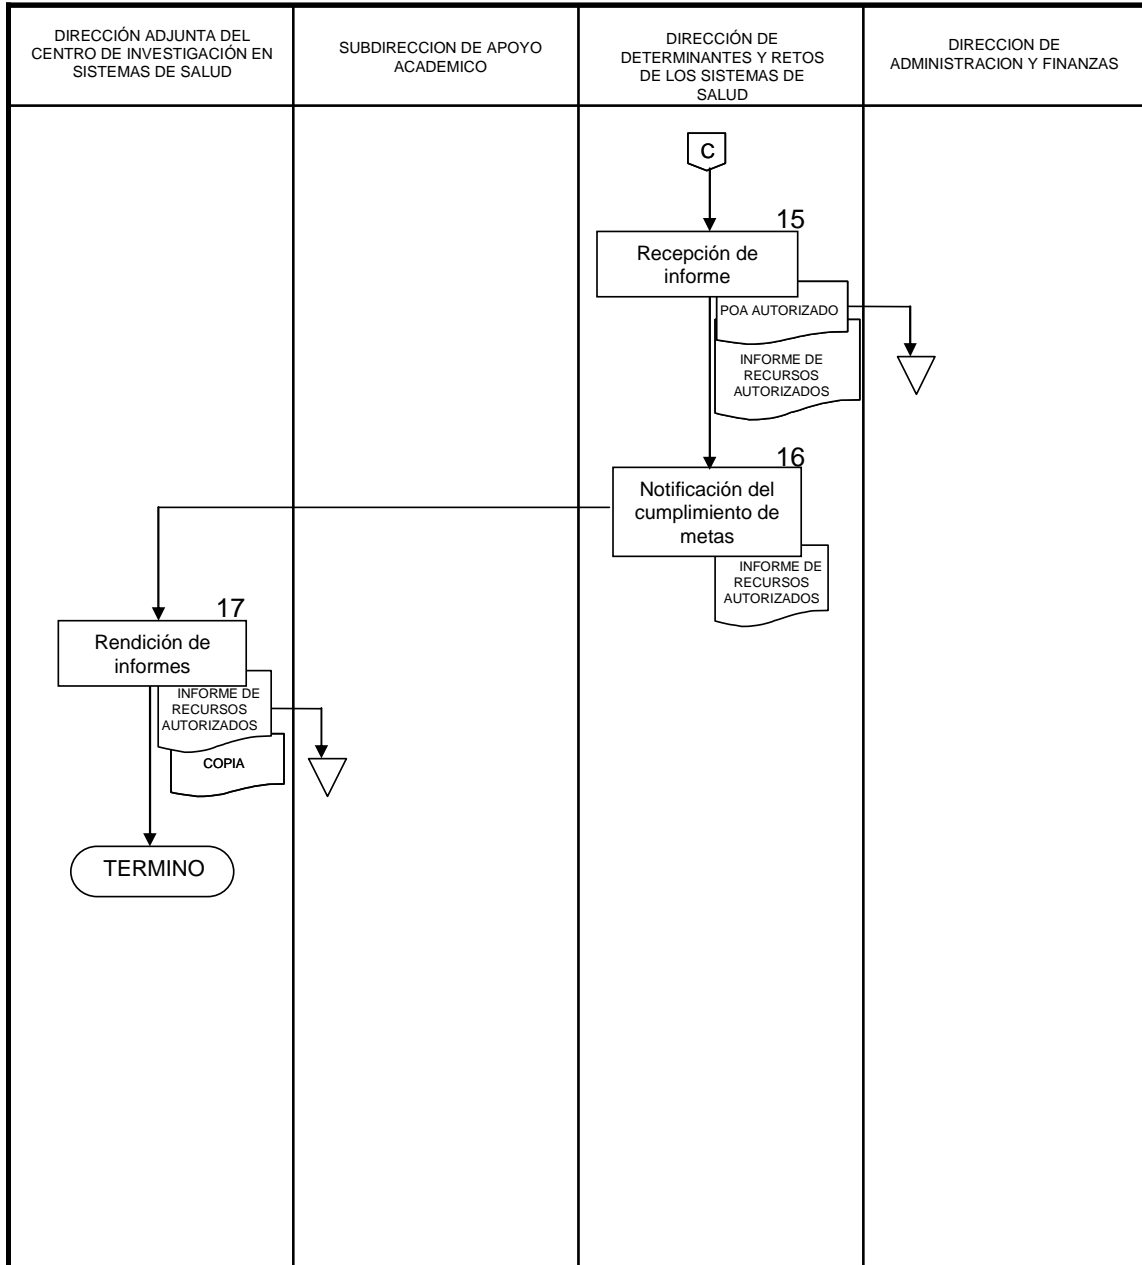 DIRECCIÓN ADJUNTA DEL
CENTRO DE INVESTIGACIÓN EN
SISTEMAS DE SALUD
SUBDIRECCION DE APOYO
ACADEMICO
DIRECCIÓN DE
DETERMINANTES Y RETOS
DE LOS SISTEMAS DE
SALUD
DIRECCION DE
ADMINISTRACION Y FINANZAS
C
15
Recepción de
informe
POA AUTORIZADO
INFORME DE
RECURSOS
AUTORIZADOS
16
Notificación del
cumplimiento de
metas
INFORME DE
RECURSOS
AUTORIZADOS
17
Rendición de
informes
INFORME DE
RECURSOS
AUTORIZADOS
COPIA
TERMINO